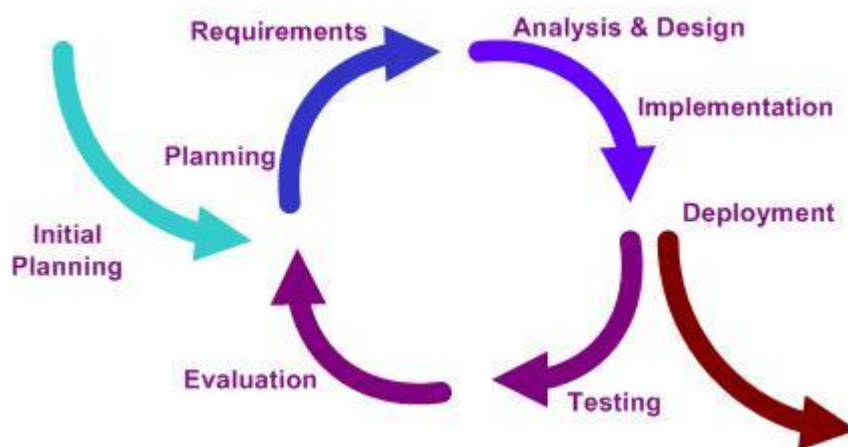 Requirements
Analysis & Design
Implementation
Planning
Deployment
Initial
Planning
Evaluation
Testing